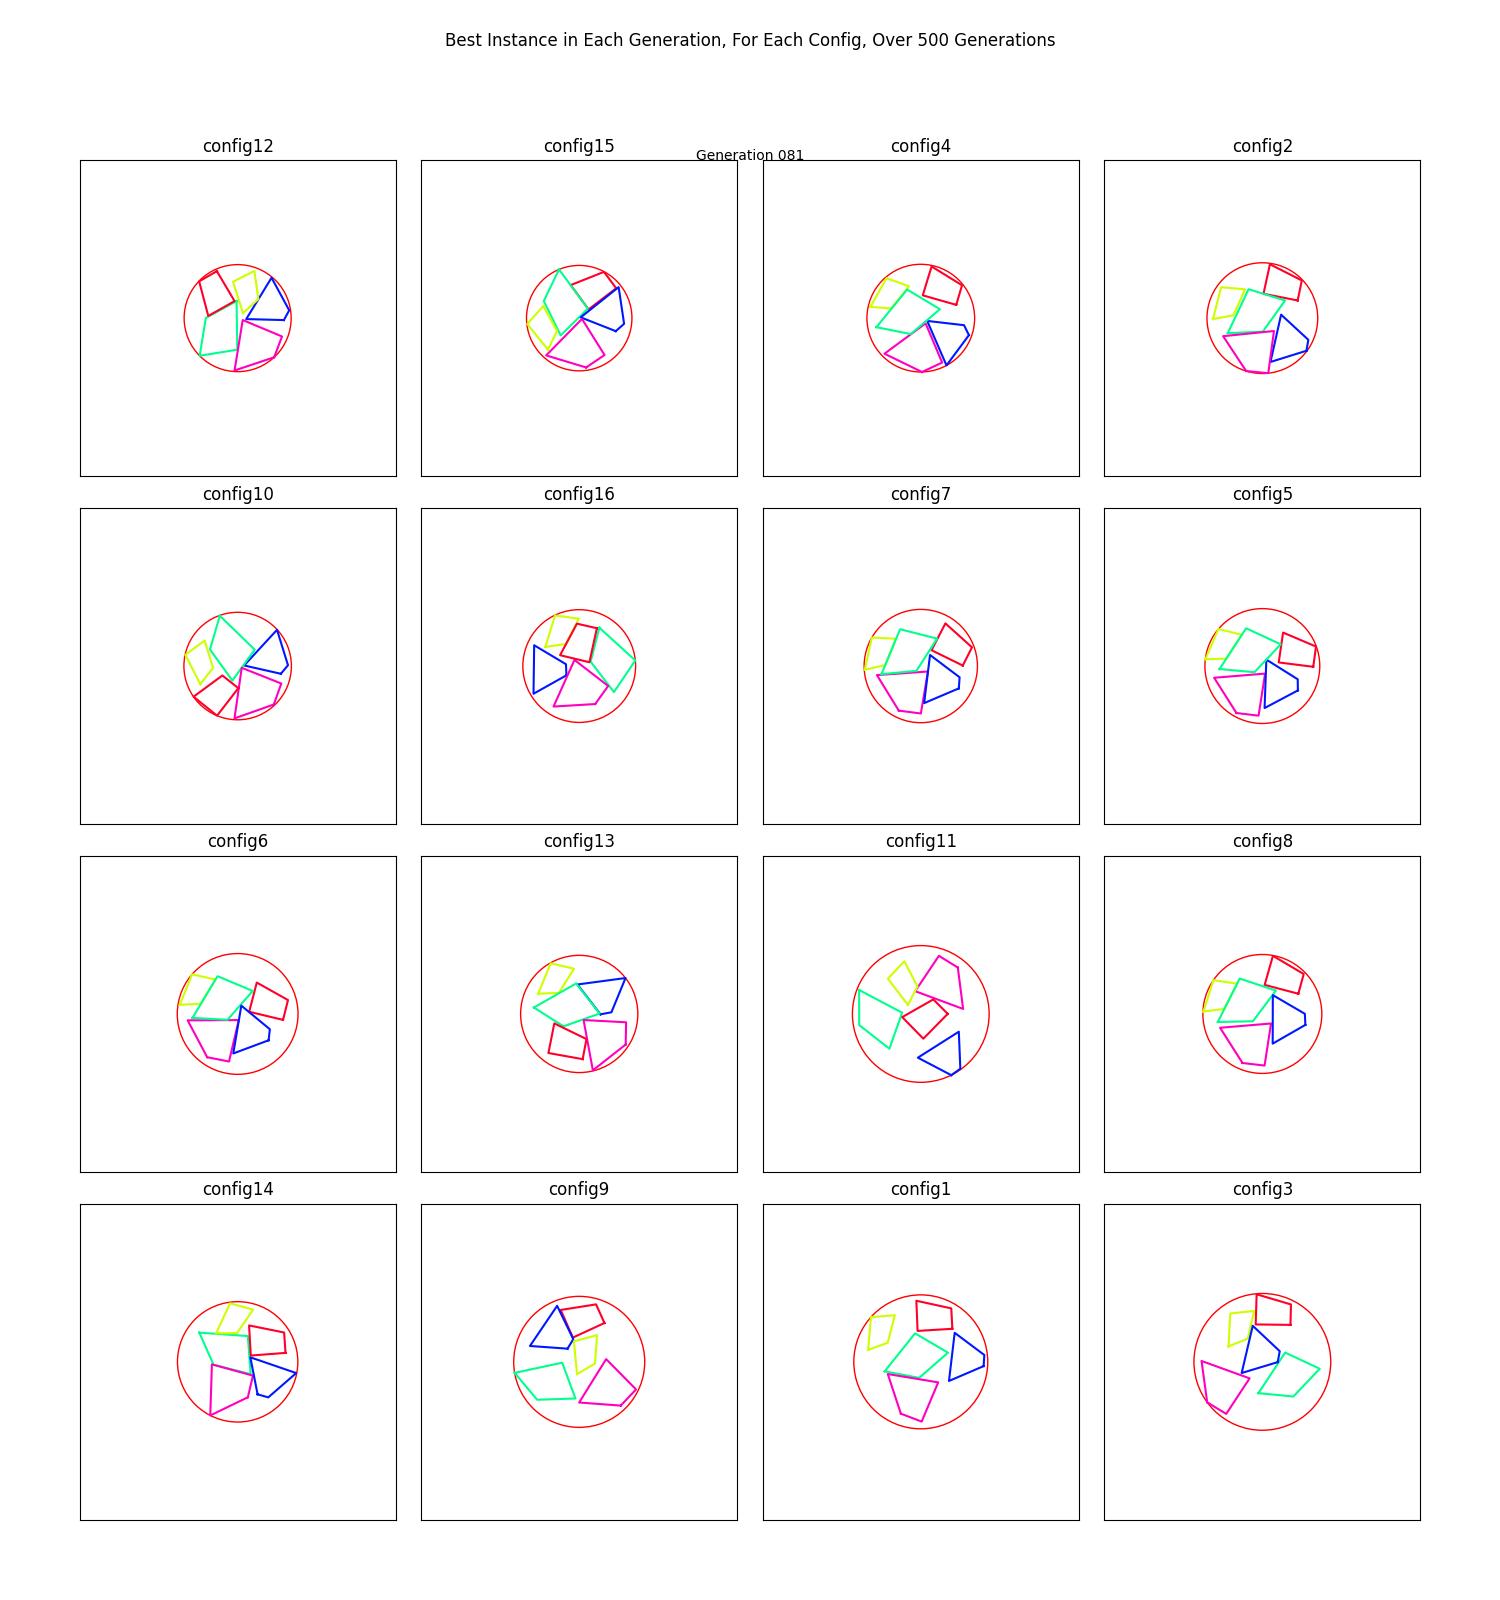 Best Instance in Each Generation, For Each Config, Over 500 Generations
Generation 081
config12
config15
config4
config2
config10
config16
config7
config5
config6
config13
config11
config8
config14
config9
config1
config3